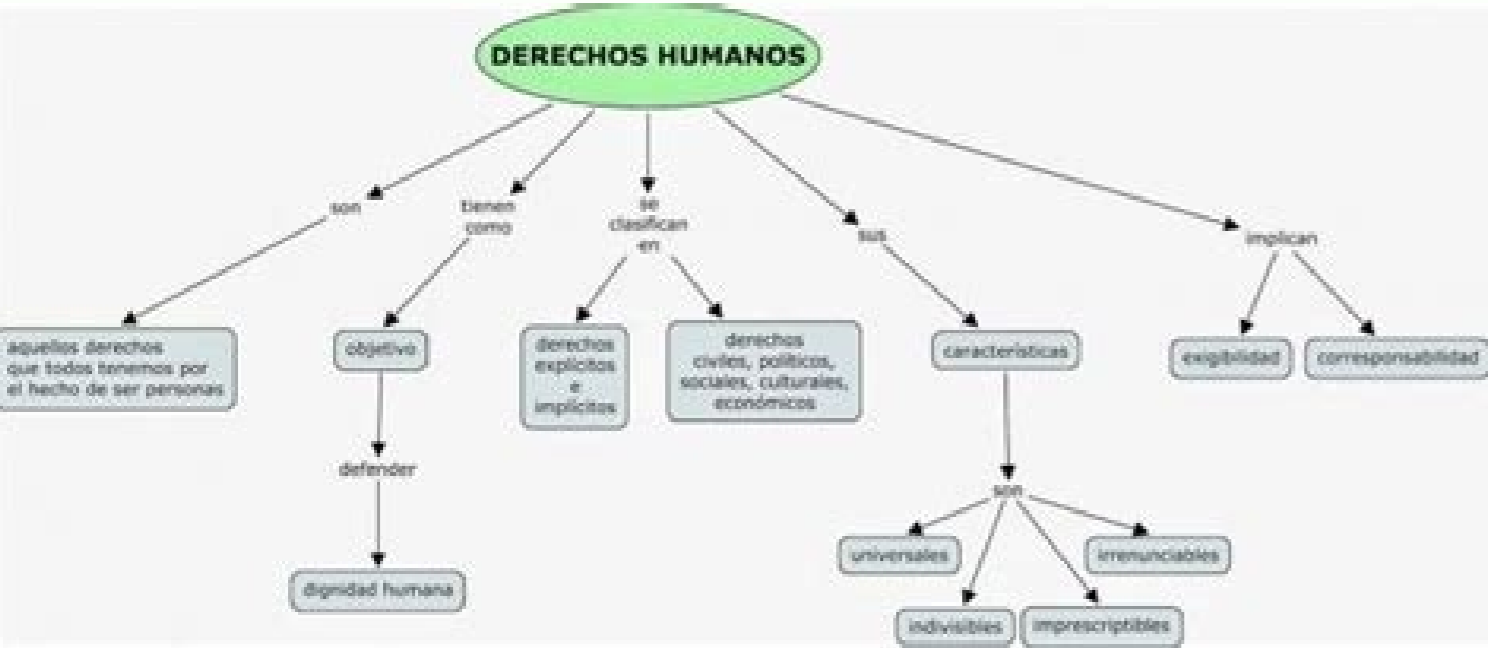 DERECHOS HUMANOS
son
tienen
como
se
clasifican
en
sus
implican
aquellos derechos
que todos tenemos por
el hecho de ser personas
objetivo
derechos
explícitos
e
implícitos
derechos
civiles, políticos,
sociales, culturales,
económicos
características
exigibilidad
corresponsabilidad
defender
son
dignidad humana
universales
irrenunciables
indivisibles
imprescriptibles